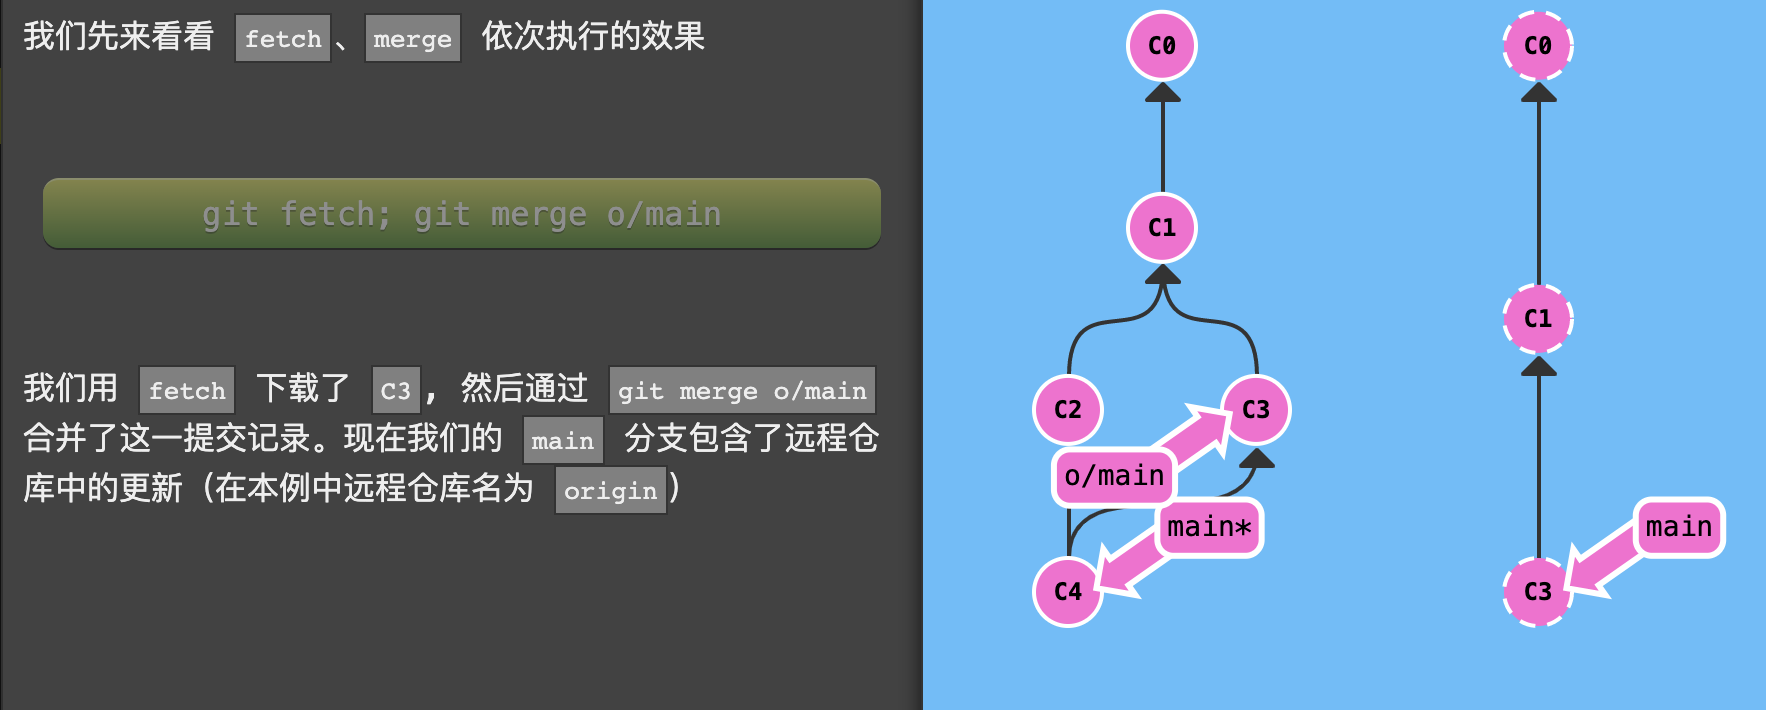 我们先来看看 fetch、merge 依次执行的效果
git fetch; git merge o/main
我们用 fetch 下载了 C3, 然后通过 git merge o/main
合并了这一提交记录。现在我们的 main 分支包含了远程仓
库中的更新（在本例中远程仓库名为 origin）
C0
C1
C2
C3
o/main
main*
C4
C0
C1
main
C3